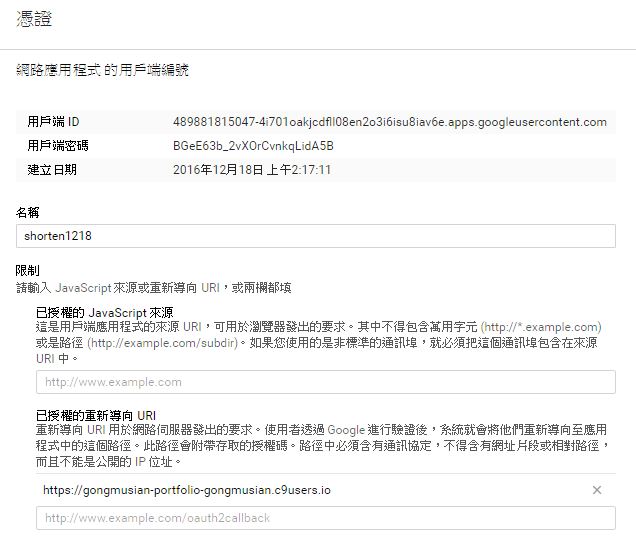 憑證
網路應用程式 的用戶端編號
用戶端 ID 489881815047-4i701oakjcdfll08en2o3i6isu8iav6e.apps.googleusercontent.com
用戶端密碼 BGeE63b_2vXOrCvnkqLidA5B
建立日期 2016年12月18日 上午2:17:11
名稱
shorten1218
限制
請輸入 JavaScript 來源或重新導向 URI，或兩欄都填
已授權的 JavaScript 來源
這是用戶端應用程式的來源 URI，可用於瀏覽器發出的要求。其中不得包含萬用字元 (http://*.example.com)
或是路徑 (http://example.com/subdir)。如果您使用的是非標準的通訊埠，就必須把這個通訊埠包含在來源
URI 中。
http://www.example.com
已授權的重新導向 URI
重新導向 URI 用於網路伺服器發出的要求。使用者透過 Google 進行驗證後，系統就會將他們重新導向至應用
程式中的這個路徑。此路徑會附帶存取的授權碼。路徑中必須含有通訊協定，不得含有網址片段或相對路徑，
而且不能是公開的 IP 位址。
https://gongmusian-portfolio-gongmusian.c9users.io
http://www.example.com/oauth2callback